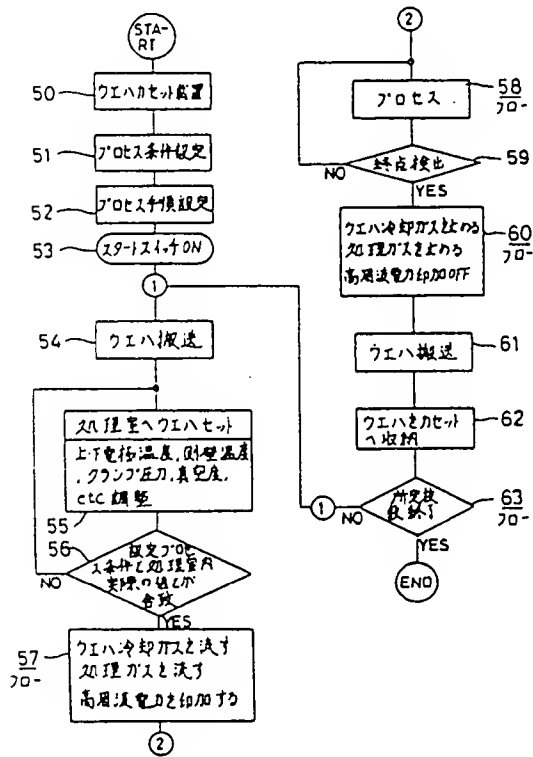 STA-
RT
50
ウエハカセット載置
51
プロセス条件設定
52
プロセス手順設定
53
スタートスイッチON
1
54
ウエハ搬送
処理室へウエハセット
上下電極温度,側壁温度
,クランプ圧力,真空度,
etc 調整
55
56
設定プロセ
ス条件と処理室内
実際の値とが
合致
NO
YES
57
フロー
ウエハ冷却ガスを流す
処理ガスを流す
高周波電力を印加する
2
2
プロセス
58
フロー
終点検出
59
NO
YES
ウエハ冷却ガスを止める
処理ガスを止める
高周波電力印加OFF
60
フロー
ウエハ搬送
61
ウエハをカセット
へ収納
62
所定枚
数終了
63
フロー
1
NO
YES
END